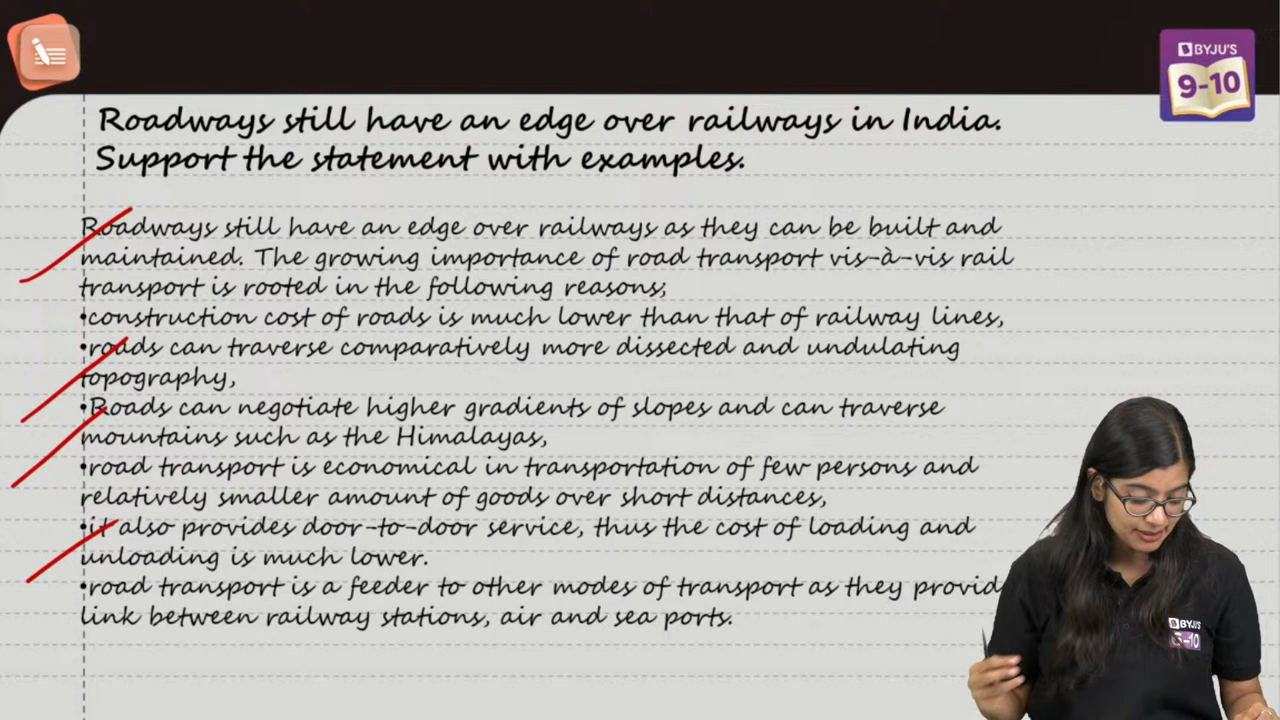 BYJU'S
9-10
Roadways still have an edge over railways in India.
Support the statement with examples.
Roadways still have an edge over railways as they can be built and
maintained. The growing importance of road transport vis-à-vis rail
transport is rooted in the following reasons;
•construction cost of roads is much lower than that of railway lines,
•roads can traverse comparatively more dissected and undulating
topography,
•Roads can negotiate higher gradients of slopes and can traverse
mountains such as the Himalayas,
•road transport is economical in transportation of few persons and
relatively smaller amount of goods over short distances,
•it also provides door-to-door service, thus the cost of loading and
unloading is much lower.
•road transport is a feeder to other modes of transport as they provid
link between railway stations, air and sea ports.
BYJU'S
9-10